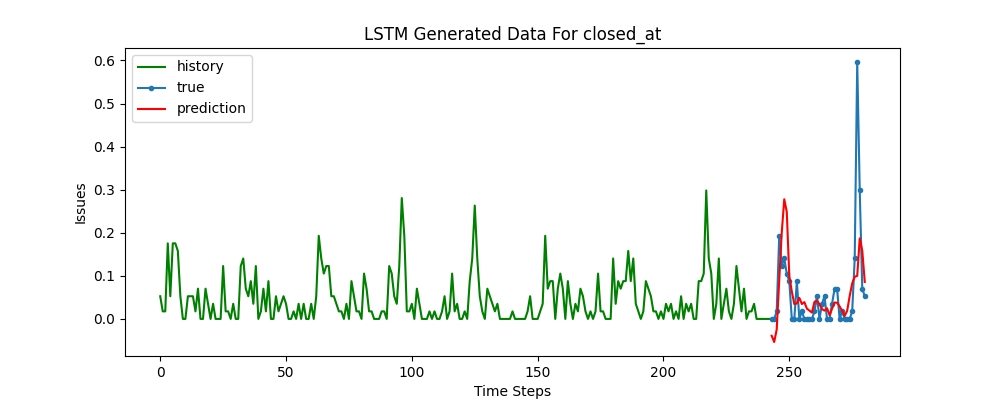 LSTM Generated Data For closed_at
history
true
prediction
0.6
0.5
0.4
0.3
0.2
0.1
0.0
Issues
0 50 100 150 200 250
Time Steps